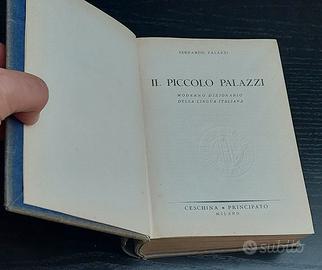 FERNANDO PALAZZI
IL PICCOLO PALAZZI
MODERNO DIZIONARIO
DELLA LINGUA ITALIANA
CESCHINA • PRINCIPATO
MILANO
subito